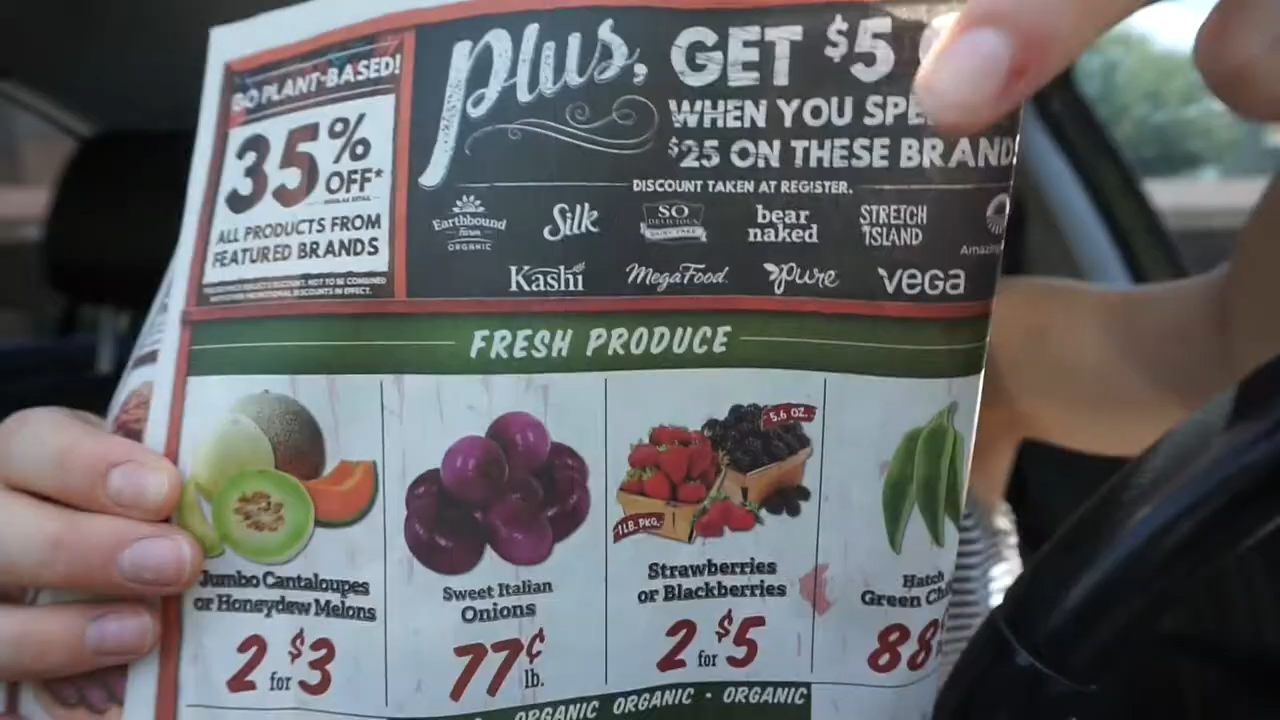 GO PLANT-BASED!
35%
OFF*
ALL PRODUCTS FROM
FEATURED BRANDS
Plus, GET $5
WHEN YOU SPE
$25 ON THESE BRAND
DISCOUNT TAKEN AT REGISTER.
Earthbound
Farm
ORGANIC
Silk
SO
DELICIOUS
DAIRY FREE
bear
naked
STRETCH
ISLAND
Amazin
Kashi
MegaFood.
Pure
vega
FRESH PRODUCE
5.6 OZ.
1 LB. PKG.
Jumbo Cantaloupes
or Honeydew Melons
2 for $3
Sweet Italian
Onions
77¢ lb.
Strawberries
or Blackberries
2 for $5
Hatch
Green Ch
88
ORGANIC ORGANIC • ORGANIC